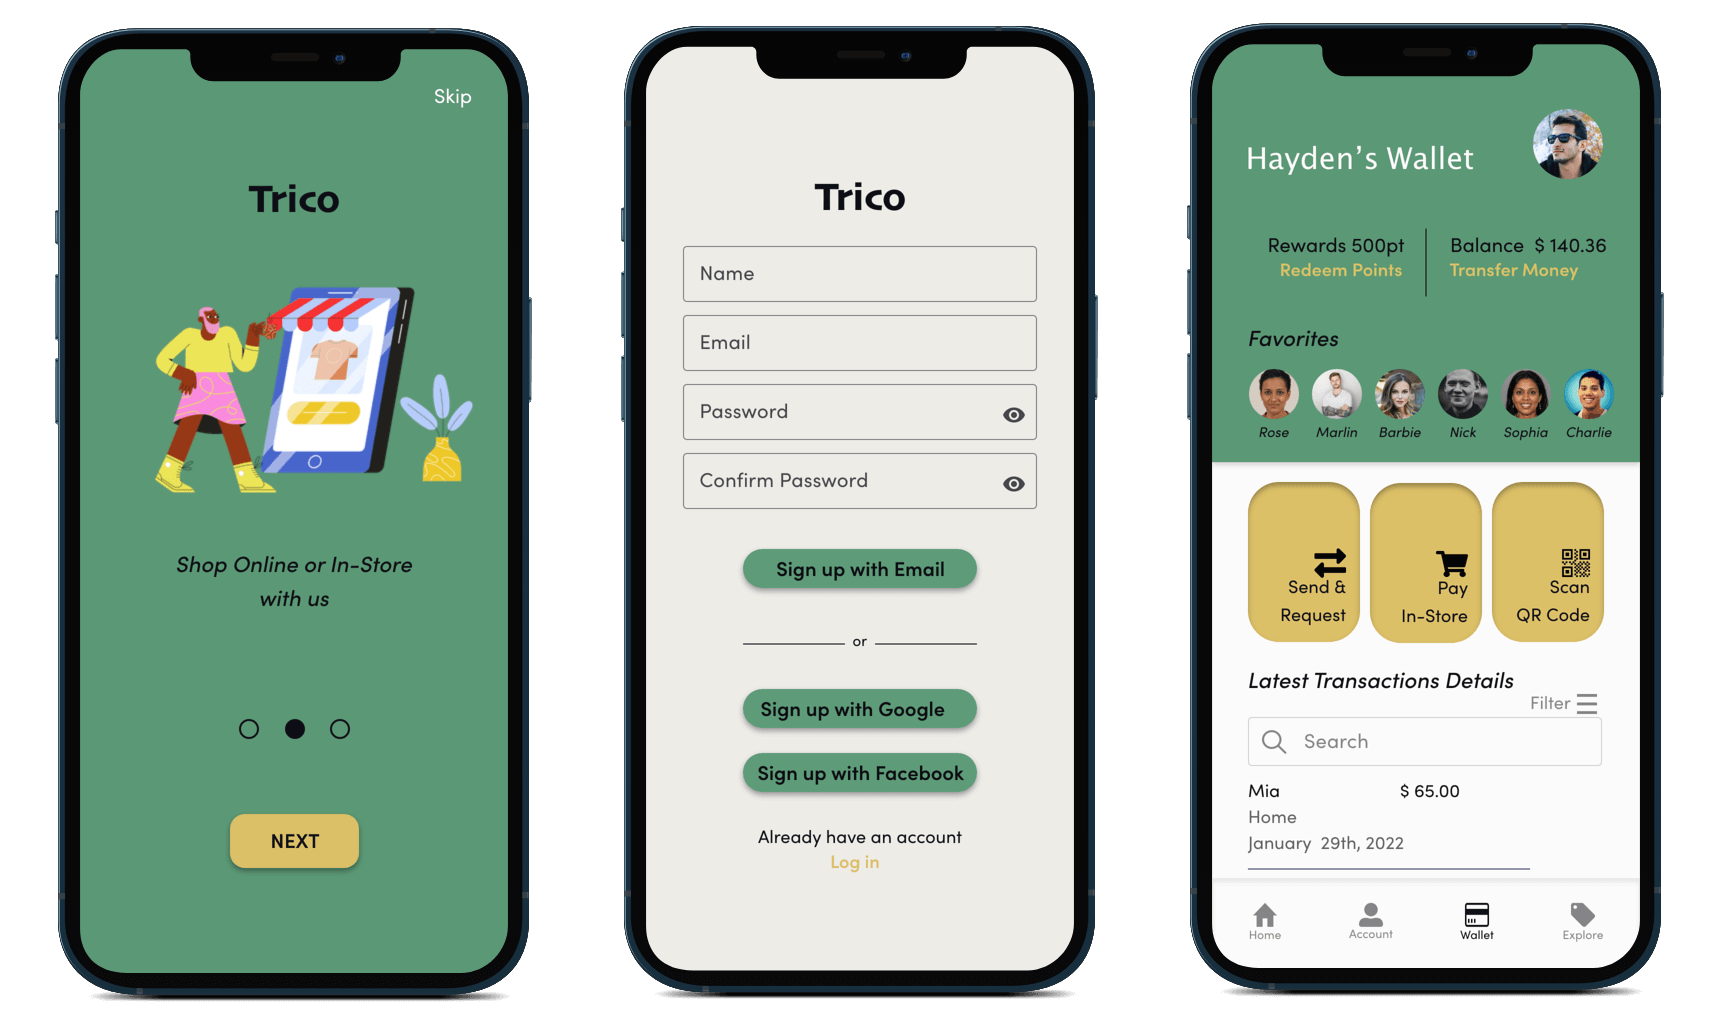 Skip
Trico
Shop Online or In-Store
with us
NEXT
Trico
Name
Email
Password
Confirm Password
Sign up with Email
or
Sign up with Google
Sign up with Facebook
Already have an account
Log in
Hayden's Wallet
Rewards 500pt
Redeem Points
Balance $ 140.36
Transfer Money
Favorites
Rose Marlin Barbie Nick Sophia Charlie
Send &
Request
Pay
In-Store
Scan
QR Code
Latest Transactions Details
Filter
Search
Mia $ 65.00
Home
January 29th, 2022
Home Account Wallet Explore